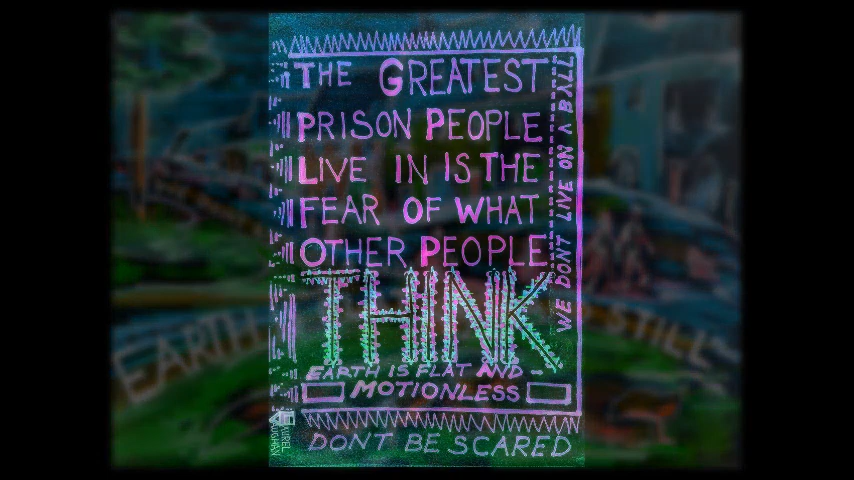 THE GREATEST
PRISON PEOPLE
LIVE IN IS THE
FEAR OF WHAT
OTHER PEOPLE
THINK
EARTH IS FLAT AND -
MOTIONLESS
DONT BE SCARED
WE DONT LIVE ON A BALL
EARTH
STILL